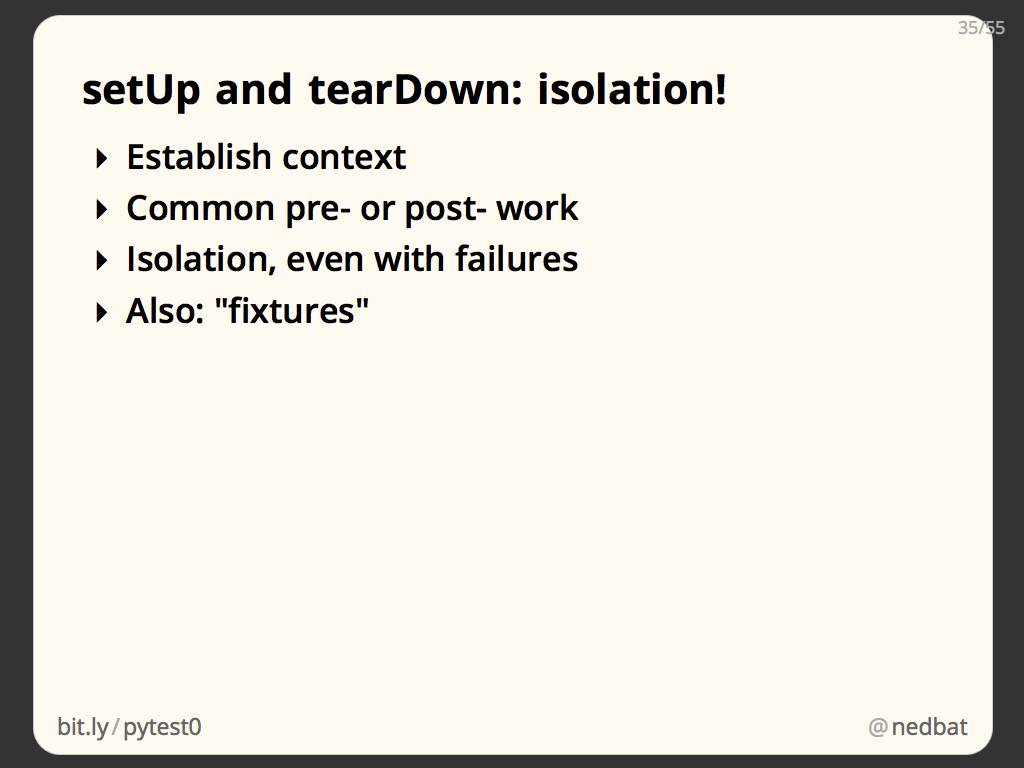 35/55
setUp and tearDown: isolation!
Establish context
Common pre- or post- work
Isolation, even with failures
Also: "fixtures"
bit.ly/pytest0
@nedbat